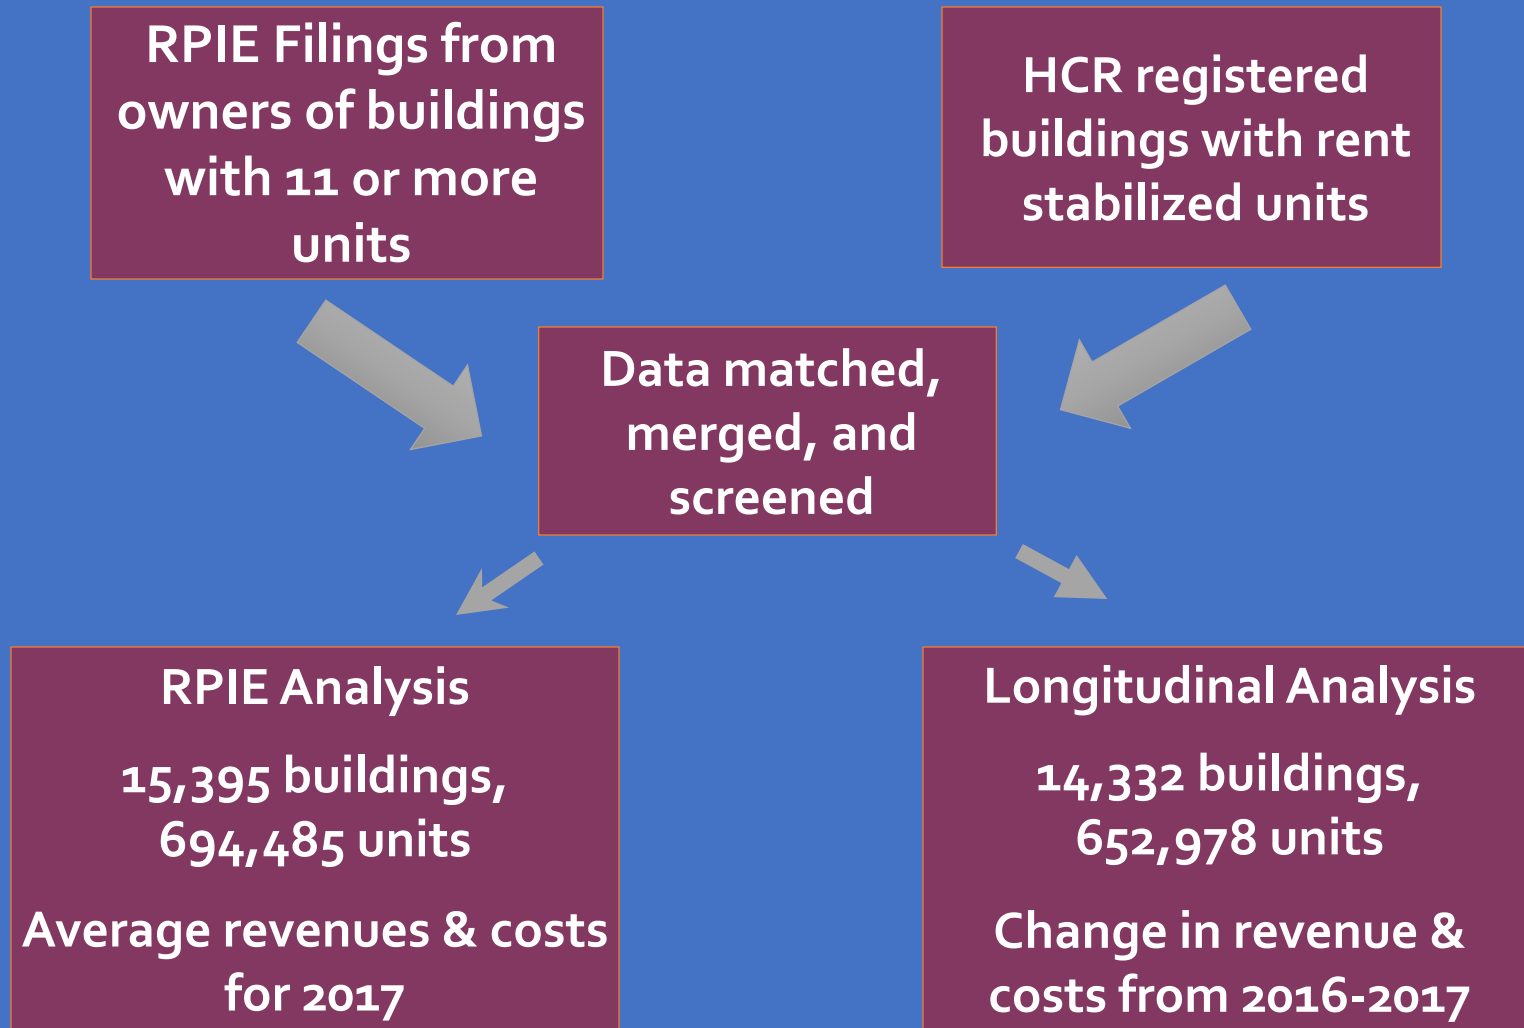 RPIE Filings from
owners of buildings
with 11 or more
units
HCR registered
buildings with rent
stabilized units
Data matched,
merged, and
screened
RPIE Analysis
15,395 buildings,
694,485 units
Average revenues & costs
for 2017
Longitudinal Analysis
14,332 buildings,
652,978 units
Change in revenue &
costs from 2016-2017